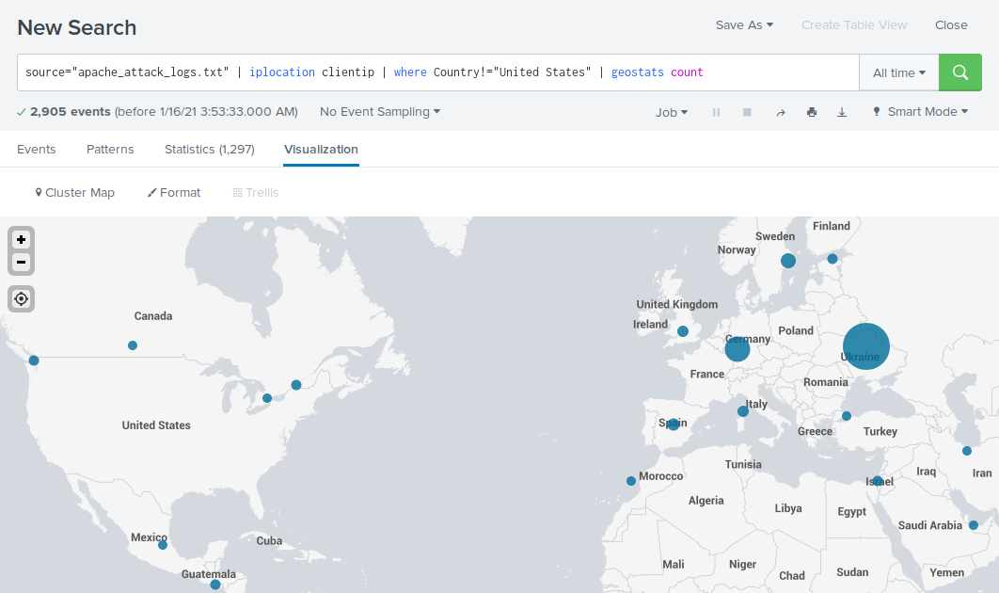 New Search
Save As
Create Table View
Close
source="apache_attack_logs.txt" | iplocation clientip | where Country!="United States" | geostats count
All time
2,905 events (before 1/16/21 3:53:33.000 AM)
No Event Sampling
Job
Smart Mode
Events
Patterns
Statistics (1,297)
Visualization
Cluster Map
Format
Trellis
Finland
Sweden
Norway
United Kingdom
Canada
Ireland
Poland
Germany
Ukraine
France
Romania
Italy
United States
Spain
Greece
Turkey
Tunisia
Iraq
Iran
Morocco
Israel
Algeria
Libya
Egypt
Saudi Arabia
Mexico
Cuba
Mali
Niger
Guatemala
Chad
Sudan
Yemen